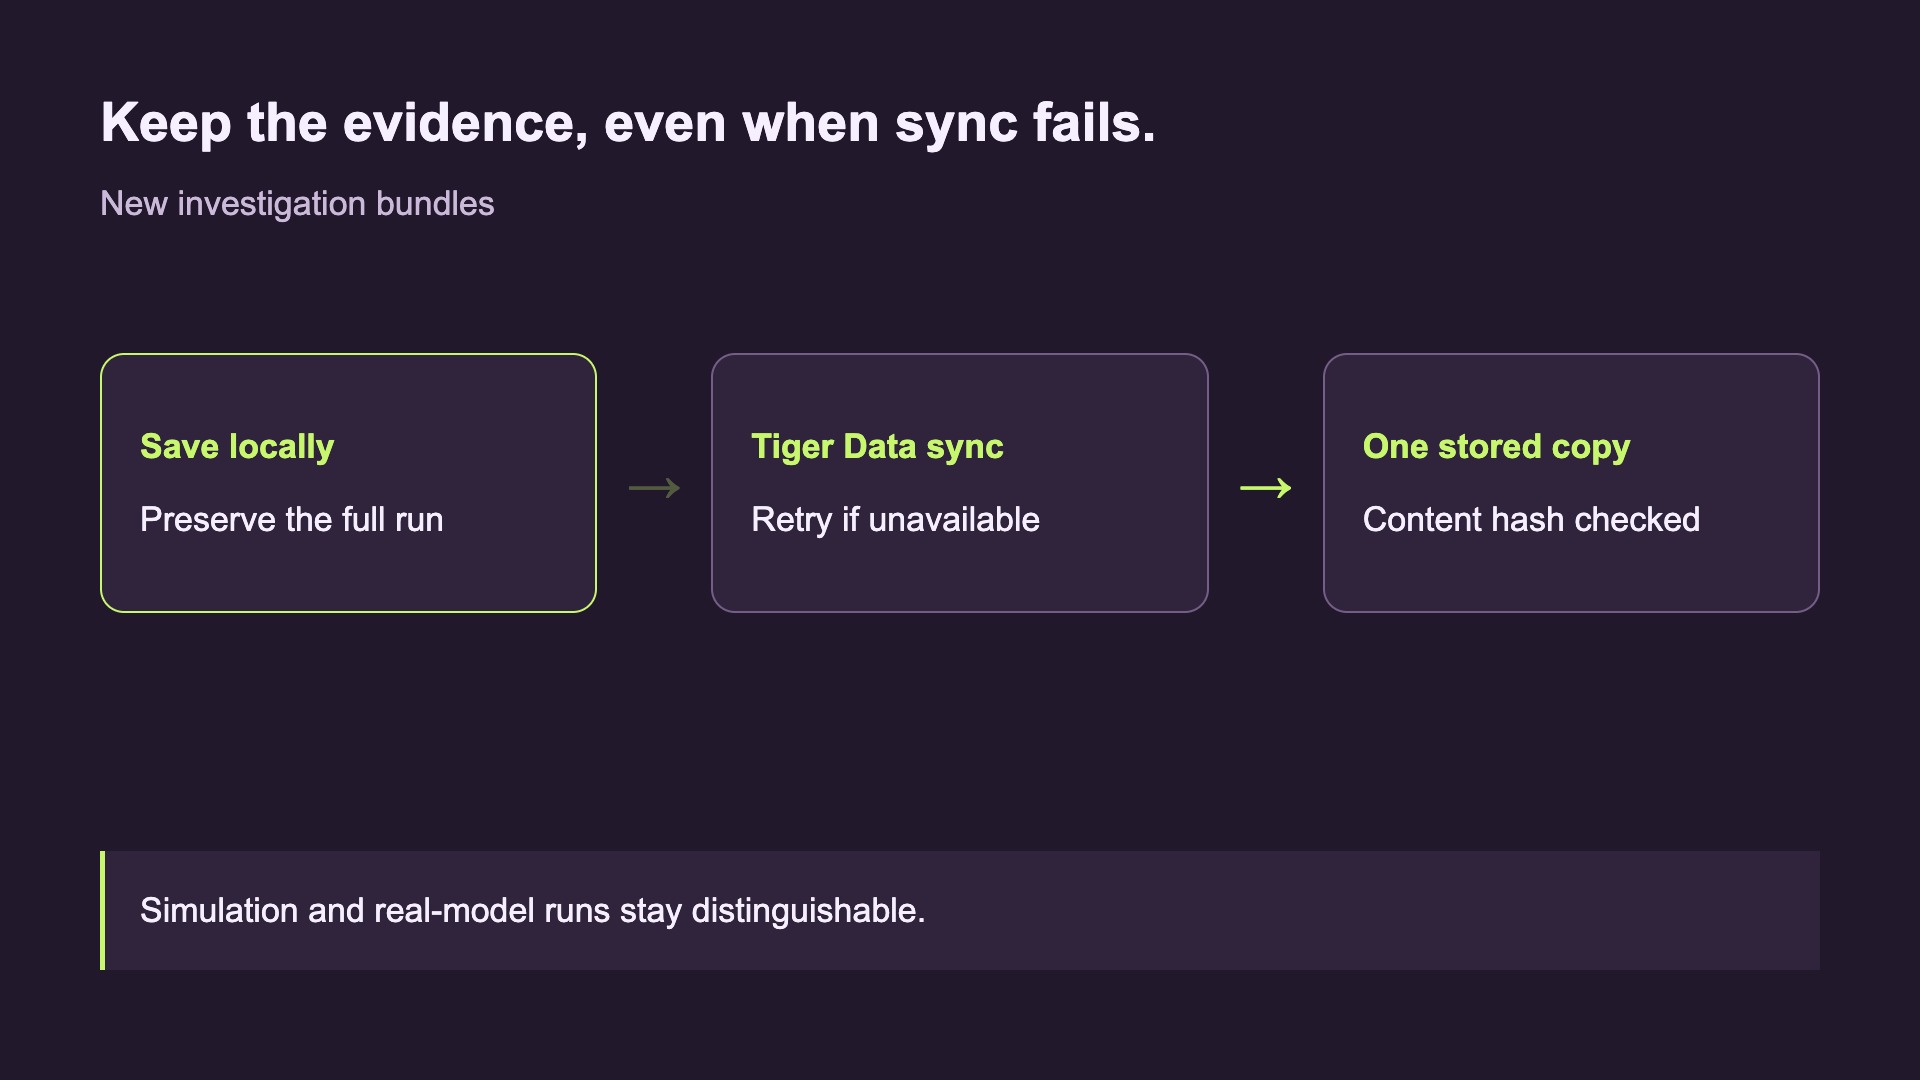 Keep the evidence, even when sync fails.
New investigation bundles
Save locally
Preserve the full run
→
Tiger Data sync
Retry if unavailable
→
One stored copy
Content hash checked
Simulation and real-model runs stay distinguishable.